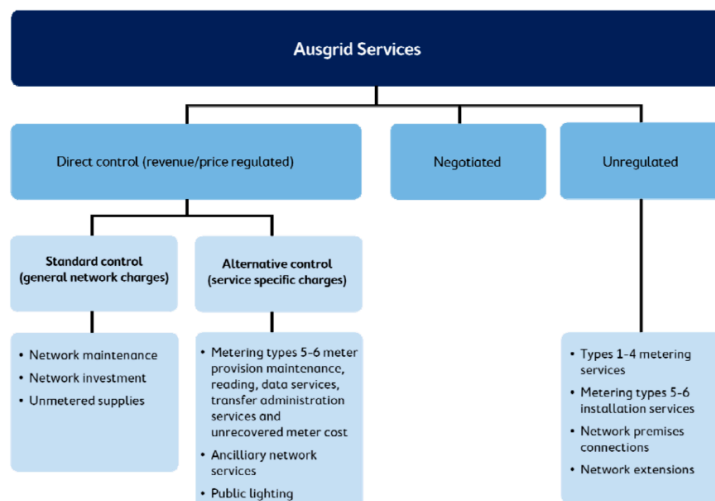 Ausgrid Services
Direct control (revenue/price regulated)
Negotiated
Unregulated
Standard control
(general network charges)
Alternative control
(service specific charges)
• Network maintenance
• Network investment
• Unmetered supplies
• Metering types 5-6 meter
provision maintenance,
reading, data services,
transfer administration
services and
unrecovered meter cost
• Ancilliary network
services
• Public lighting
• Types 1-4 metering
services
• Metering types 5-6
installation services
• Network premises
connections
• Network extensions